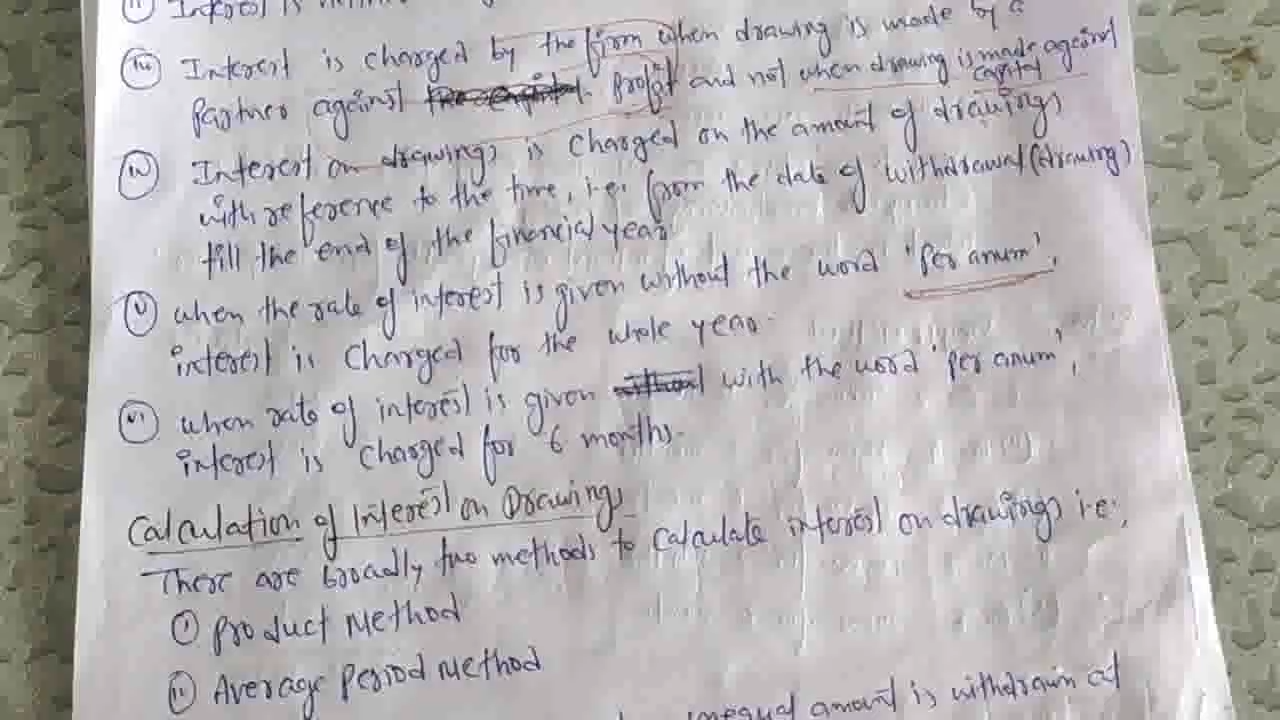 (ii) Interest is
(iii) Interest is charged by the firm when drawing is made by a
Partner against profit and not when drawing is made against
capital
(iv) Interest on drawings is charged on the amount of drawings
with reference to the time, i.e. from the date of withdrawal (drawing)
till the end of the financial year
(v) when the rate of interest is given without the word 'Per anum',
interest is charged for the whole year.
(vi) when rate of interest is given with the word 'per anum',
interest is charged for 6 months.
Calculation of Interest on Drawings
There are broadly two methods to calculate interest on drawings i.e.,
(i) Product Method
(ii) Average Period Method
unequal amount is withdrawn at